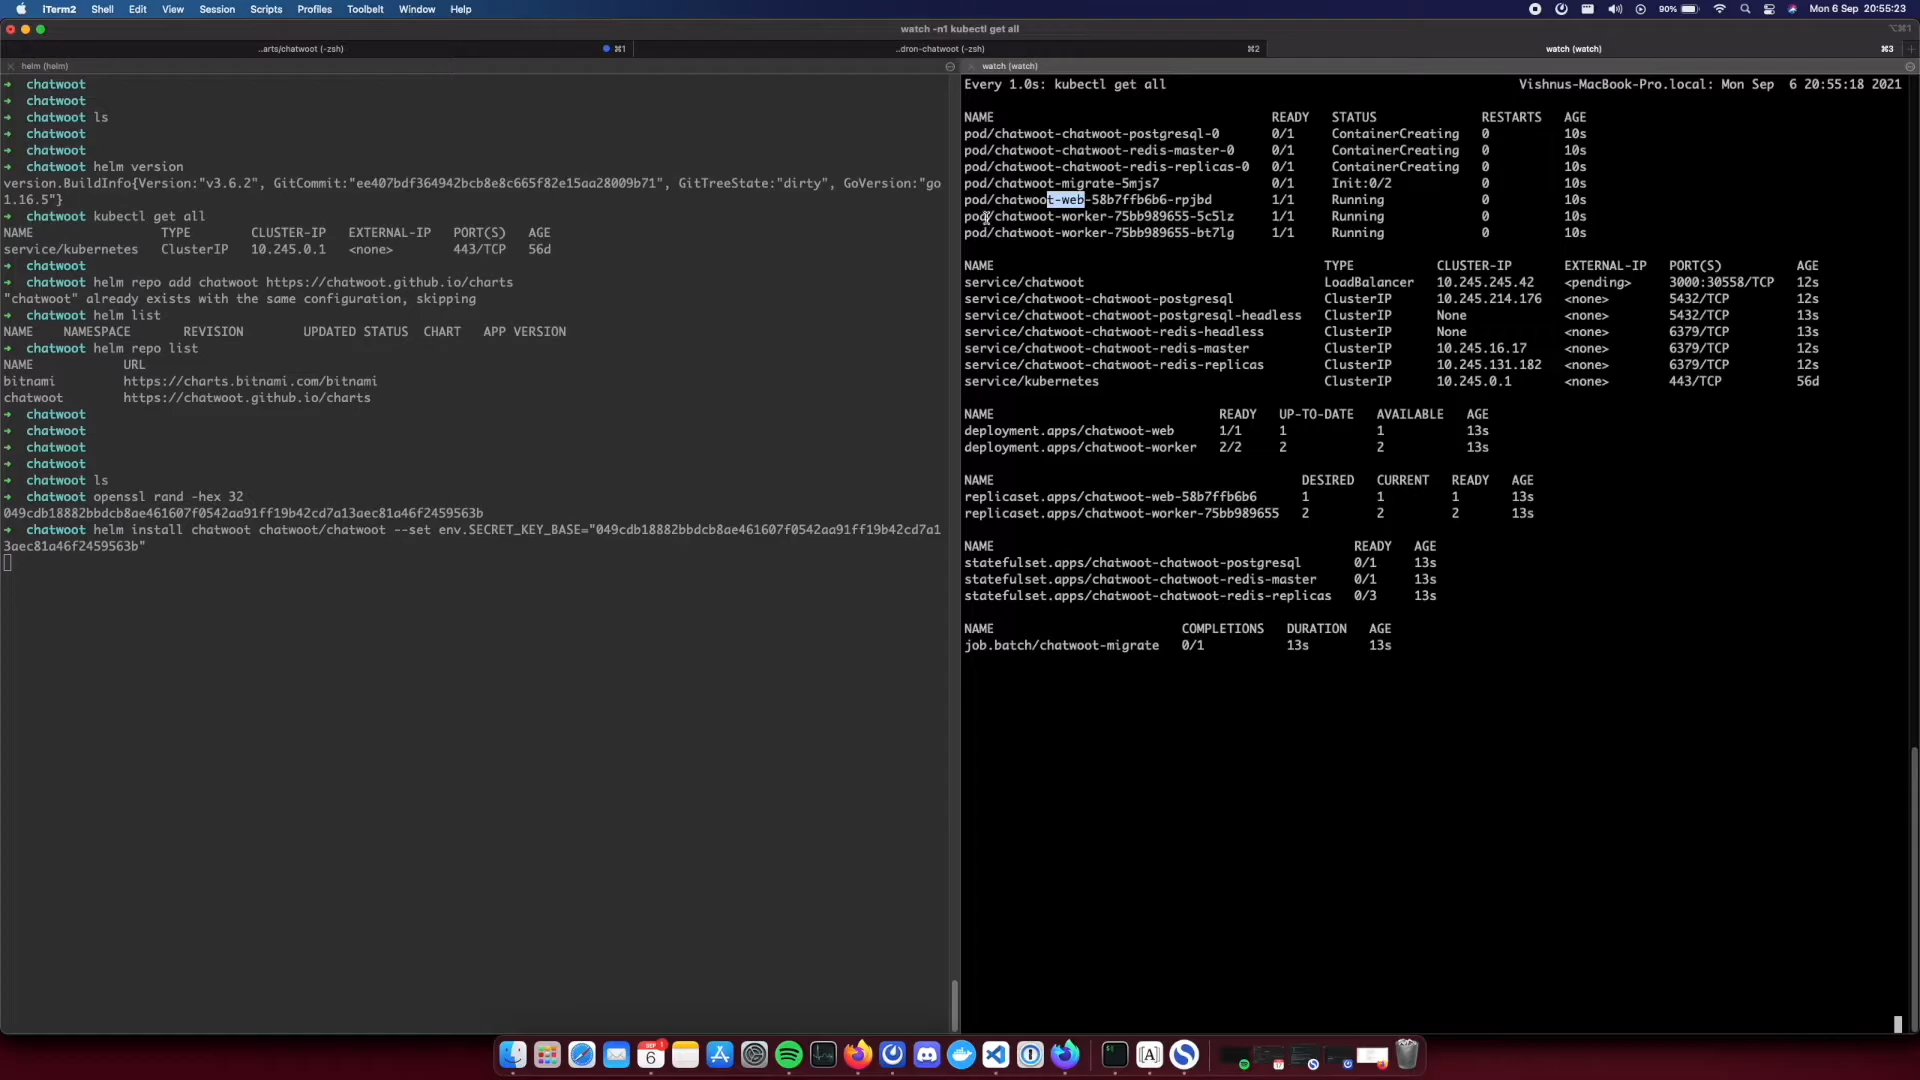 iTerm2 Shell Edit View Session Scripts Profiles Toolbelt Window Help 90% Mon 6 Sep 20:55:23
watch -n1 kubectl get all ⌥⌘1
..arts/chatwoot (-zsh) ⌘1 ..dron-chatwoot (-zsh) ⌘2 watch (watch) ⌘3
helm (helm)
→ chatwoot
→ chatwoot
→ chatwoot ls
→ chatwoot
→ chatwoot
→ chatwoot helm version
version.BuildInfo{Version:"v3.6.2", GitCommit:"ee407bdf364942bcb8e8c665f82e15aa28009b71", GitTreeState:"dirty", GoVersion:"go
1.16.5"}
→ chatwoot kubectl get all
NAME TYPE CLUSTER-IP EXTERNAL-IP PORT(S) AGE
service/kubernetes ClusterIP 10.245.0.1 <none> 443/TCP 56d
→ chatwoot
→ chatwoot helm repo add chatwoot https://chatwoot.github.io/charts
"chatwoot" already exists with the same configuration, skipping
→ chatwoot helm list
NAME NAMESPACE REVISION UPDATED STATUS CHART APP VERSION
→ chatwoot helm repo list
NAME URL
bitnami https://charts.bitnami.com/bitnami
chatwoot https://chatwoot.github.io/charts
→ chatwoot
→ chatwoot
→ chatwoot
→ chatwoot
→ chatwoot ls
→ chatwoot openssl rand -hex 32
049cdb18882bbdcb8ae461607f0542aa91ff19b42cd7a13aec81a46f2459563b
→ chatwoot helm install chatwoot chatwoot/chatwoot --set env.SECRET_KEY_BASE="049cdb18882bbdcb8ae461607f0542aa91ff19b42cd7a1
3aec81a46f2459563b"
watch (watch)
Every 1.0s: kubectl get all Vishnus-MacBook-Pro.local: Mon Sep 6 20:55:18 2021
NAME READY STATUS RESTARTS AGE
pod/chatwoot-chatwoot-postgresql-0 0/1 ContainerCreating 0 10s
pod/chatwoot-chatwoot-redis-master-0 0/1 ContainerCreating 0 10s
pod/chatwoot-chatwoot-redis-replicas-0 0/1 ContainerCreating 0 10s
pod/chatwoot-migrate-5mjs7 0/1 Init:0/2 0 10s
pod/chatwoot-web-58b7ffb6b6-rpjbd 1/1 Running 0 10s
pod/chatwoot-worker-75bb989655-5c5lz 1/1 Running 0 10s
pod/chatwoot-worker-75bb989655-bt7lg 1/1 Running 0 10s
NAME TYPE CLUSTER-IP EXTERNAL-IP PORT(S) AGE
service/chatwoot LoadBalancer 10.245.245.42 <pending> 3000:30558/TCP 12s
service/chatwoot-chatwoot-postgresql ClusterIP 10.245.214.176 <none> 5432/TCP 12s
service/chatwoot-chatwoot-postgresql-headless ClusterIP None <none> 5432/TCP 13s
service/chatwoot-chatwoot-redis-headless ClusterIP None <none> 6379/TCP 13s
service/chatwoot-chatwoot-redis-master ClusterIP 10.245.16.17 <none> 6379/TCP 12s
service/chatwoot-chatwoot-redis-replicas ClusterIP 10.245.131.182 <none> 6379/TCP 12s
service/kubernetes ClusterIP 10.245.0.1 <none> 443/TCP 56d
NAME READY UP-TO-DATE AVAILABLE AGE
deployment.apps/chatwoot-web 1/1 1 1 13s
deployment.apps/chatwoot-worker 2/2 2 2 13s
NAME DESIRED CURRENT READY AGE
replicaset.apps/chatwoot-web-58b7ffb6b6 1 1 1 13s
replicaset.apps/chatwoot-worker-75bb989655 2 2 2 13s
NAME READY AGE
statefulset.apps/chatwoot-chatwoot-postgresql 0/1 13s
statefulset.apps/chatwoot-chatwoot-redis-master 0/1 13s
statefulset.apps/chatwoot-chatwoot-redis-replicas 0/3 13s
NAME COMPLETIONS DURATION AGE
job.batch/chatwoot-migrate 0/1 13s 13s